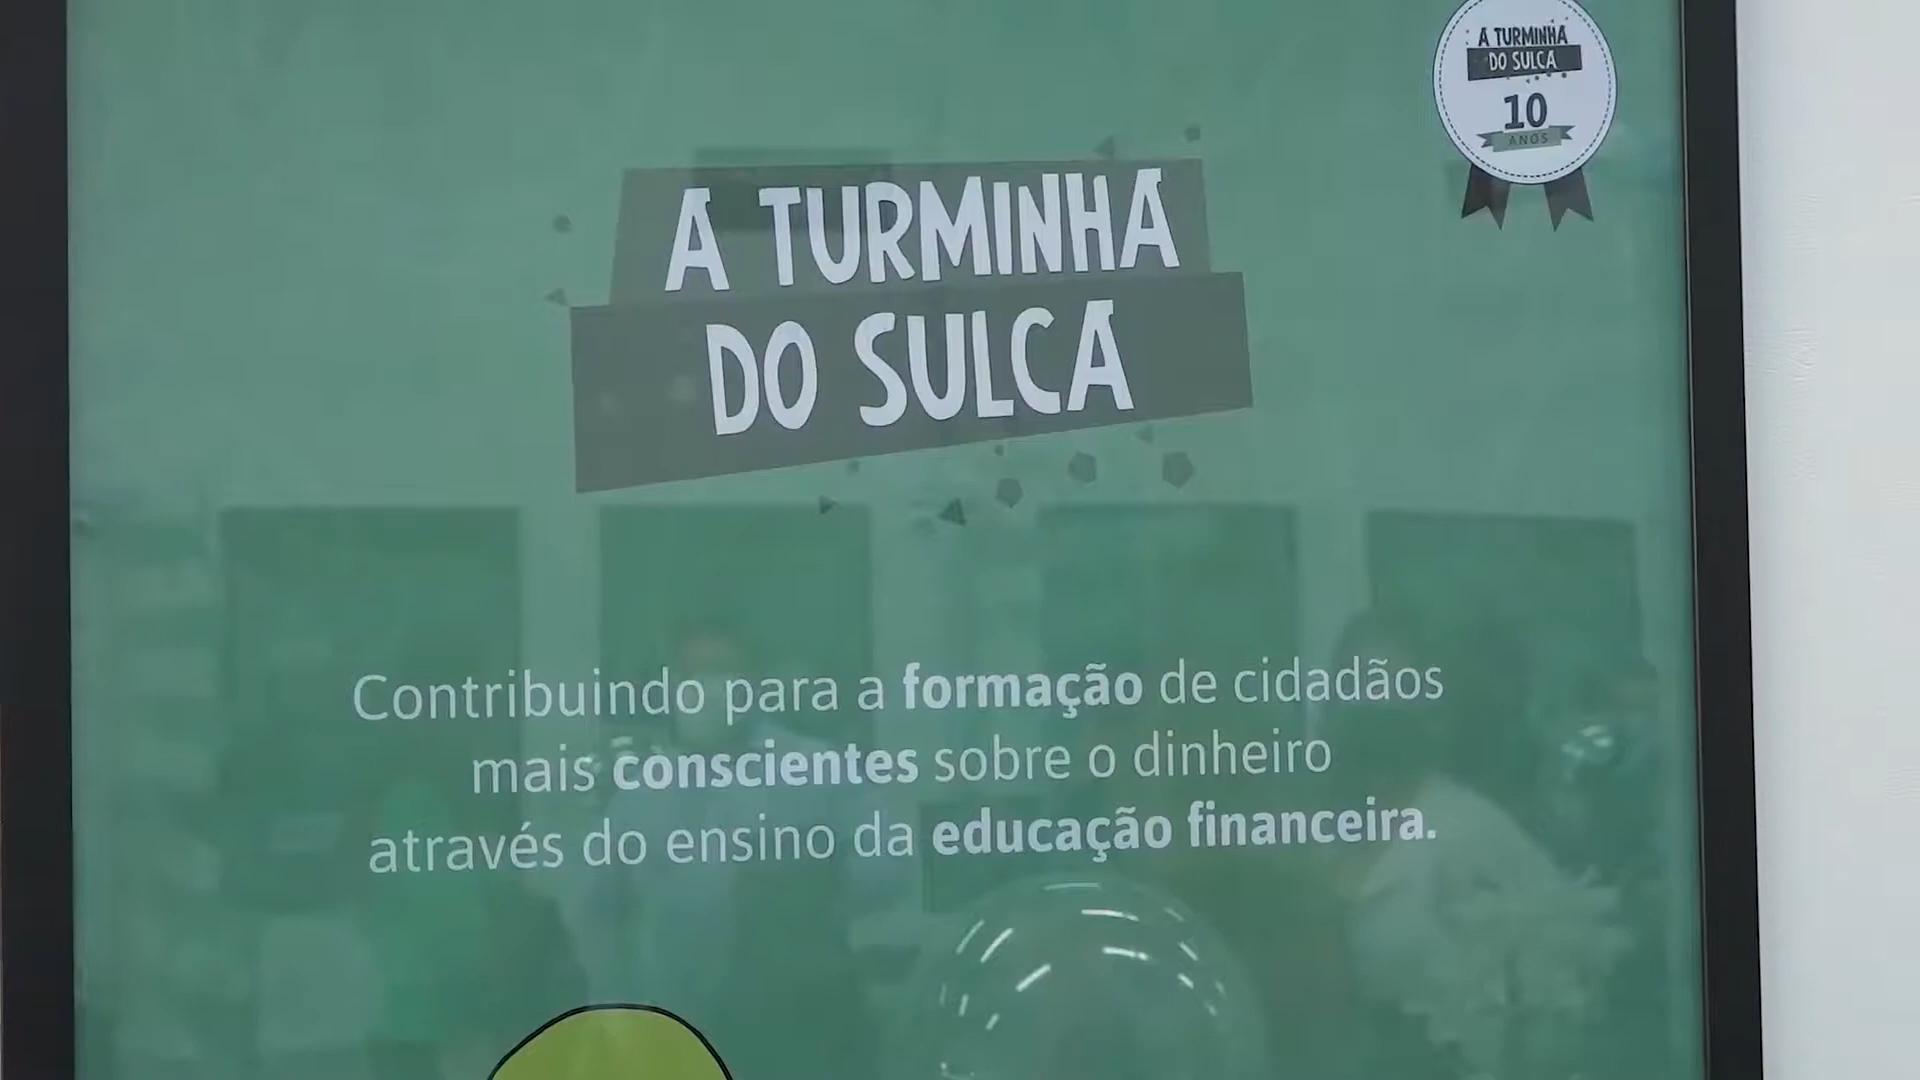 A TURMINHA
DO SULCA
10
ANOS
A TURMINHA
DO SULCA
Contribuindo para a formação de cidadãos
mais conscientes sobre o dinheiro
através do ensino da educação financeira.